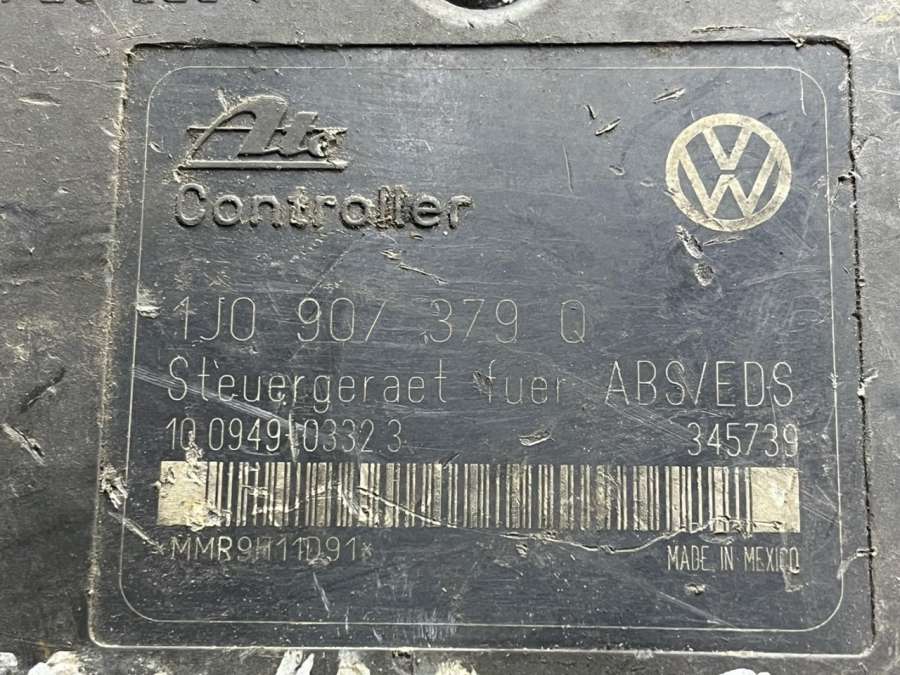 Ate
Controller
1J0 907 379 Q
Steuergeraet fuer ABS/EDS
10.0949-0332.3 345739
*MMR9H11D91*
MADE IN MEXICO